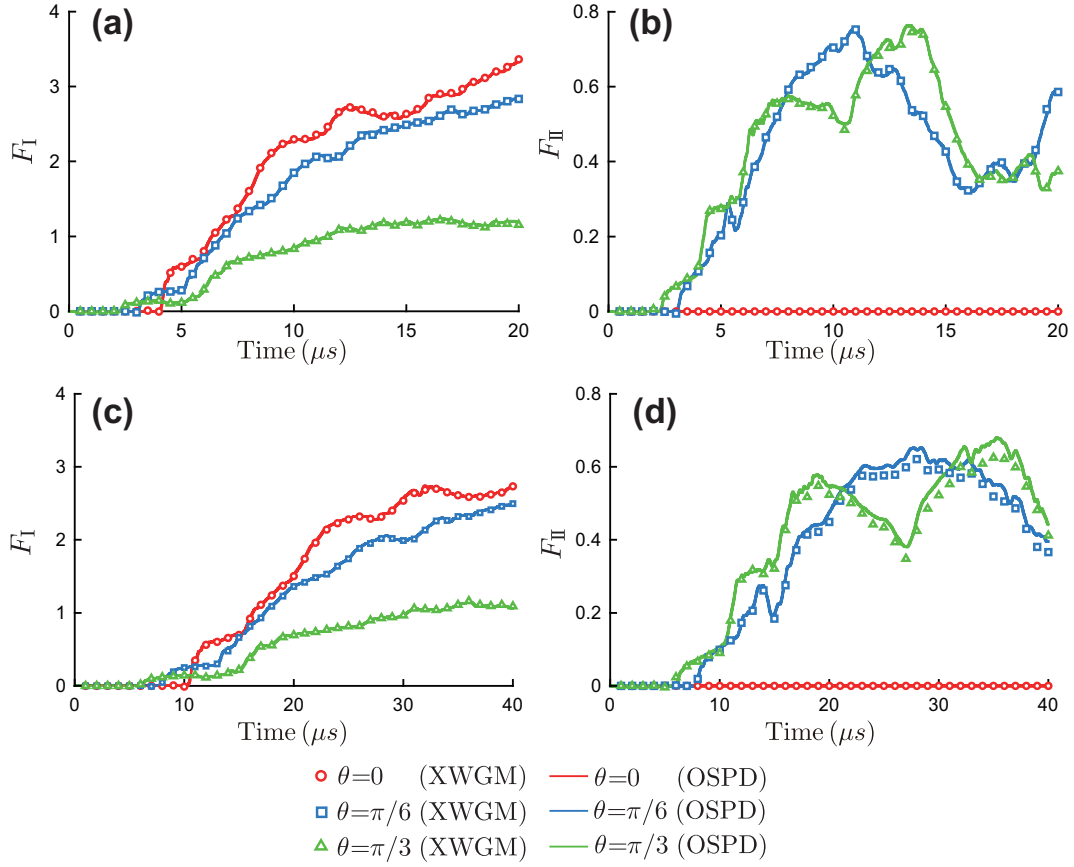 (a)
4
3
2
1
0
F_I
0 5 10 15 20
Time (μs)
(b)
0.8
0.6
0.4
0.2
0
F_II
0 5 10 15 20
Time (μs)
(c)
4
3
2
1
0
F_I
0 10 20 30 40
Time (μs)
(d)
0.8
0.6
0.4
0.2
0
F_II
0 10 20 30 40
Time (μs)
θ=0 (XWGM) θ=0 (OSPD)
θ=π/6 (XWGM) θ=π/6 (OSPD)
θ=π/3 (XWGM) θ=π/3 (OSPD)